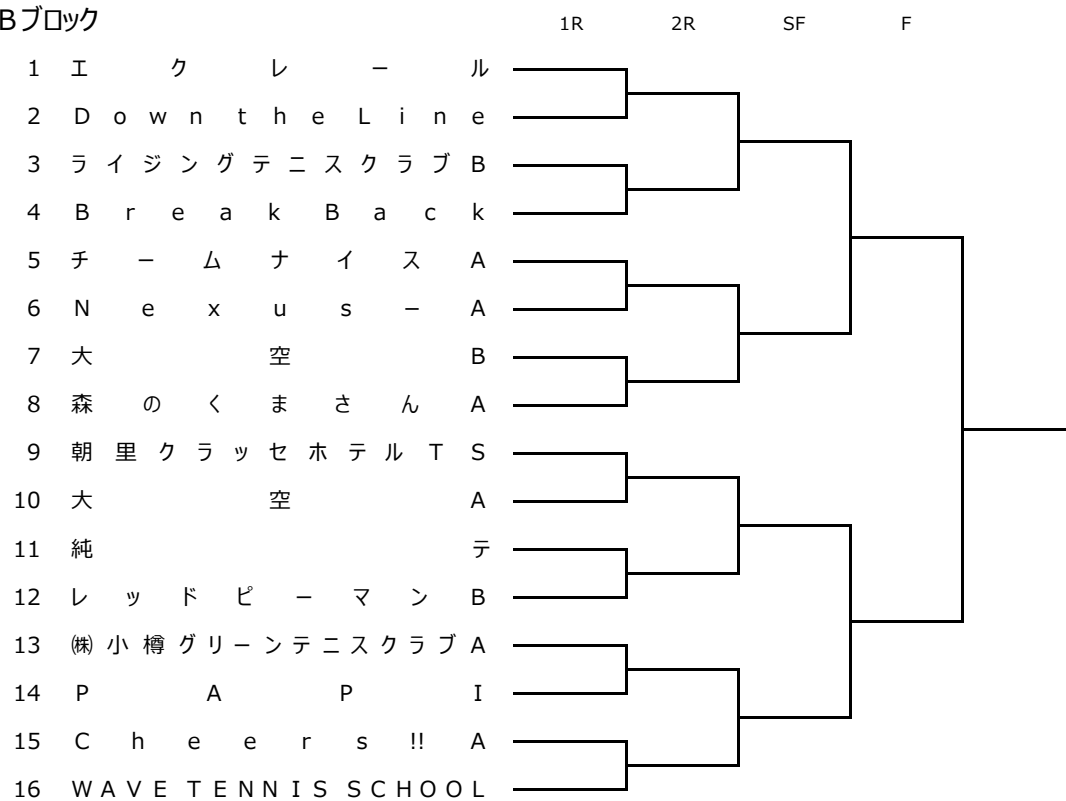 Bブロック
1R 2R SF F
1 エクレール
2 Down the Line
3 ライジングテニスクラブB
4 Break Back
5 チームナイスA
6 Nexus-A
7 大空B
8 森のくまさんA
9 朝里クラッセホテルTS
10 大空A
11 純テ
12 レッドピーマンB
13 ㈱小樽グリーンテニスクラブA
14 PAPI
15 Cheers!! A
16 WAVE TENNIS SCHOOL